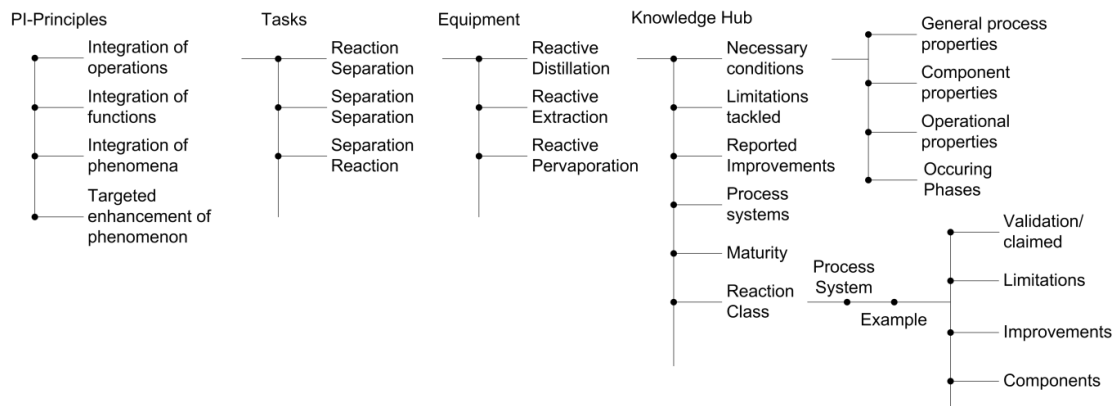 PI-Principles
Integration of
operations
Integration of
functions
Integration of
phenomena
Targeted
enhancement of
phenomenon
Tasks
Reaction
Separation
Separation
Separation
Separation
Reaction
Equipment
Reactive
Distillation
Reactive
Extraction
Reactive
Pervaporation
Knowledge Hub
Necessary
conditions
Limitations
tackled
Reported
Improvements
Process
systems
Maturity
Reaction
Class
General process
properties
Component
properties
Operational
properties
Occuring
Phases
Process
System
Example
Validation/
claimed
Limitations
Improvements
Components